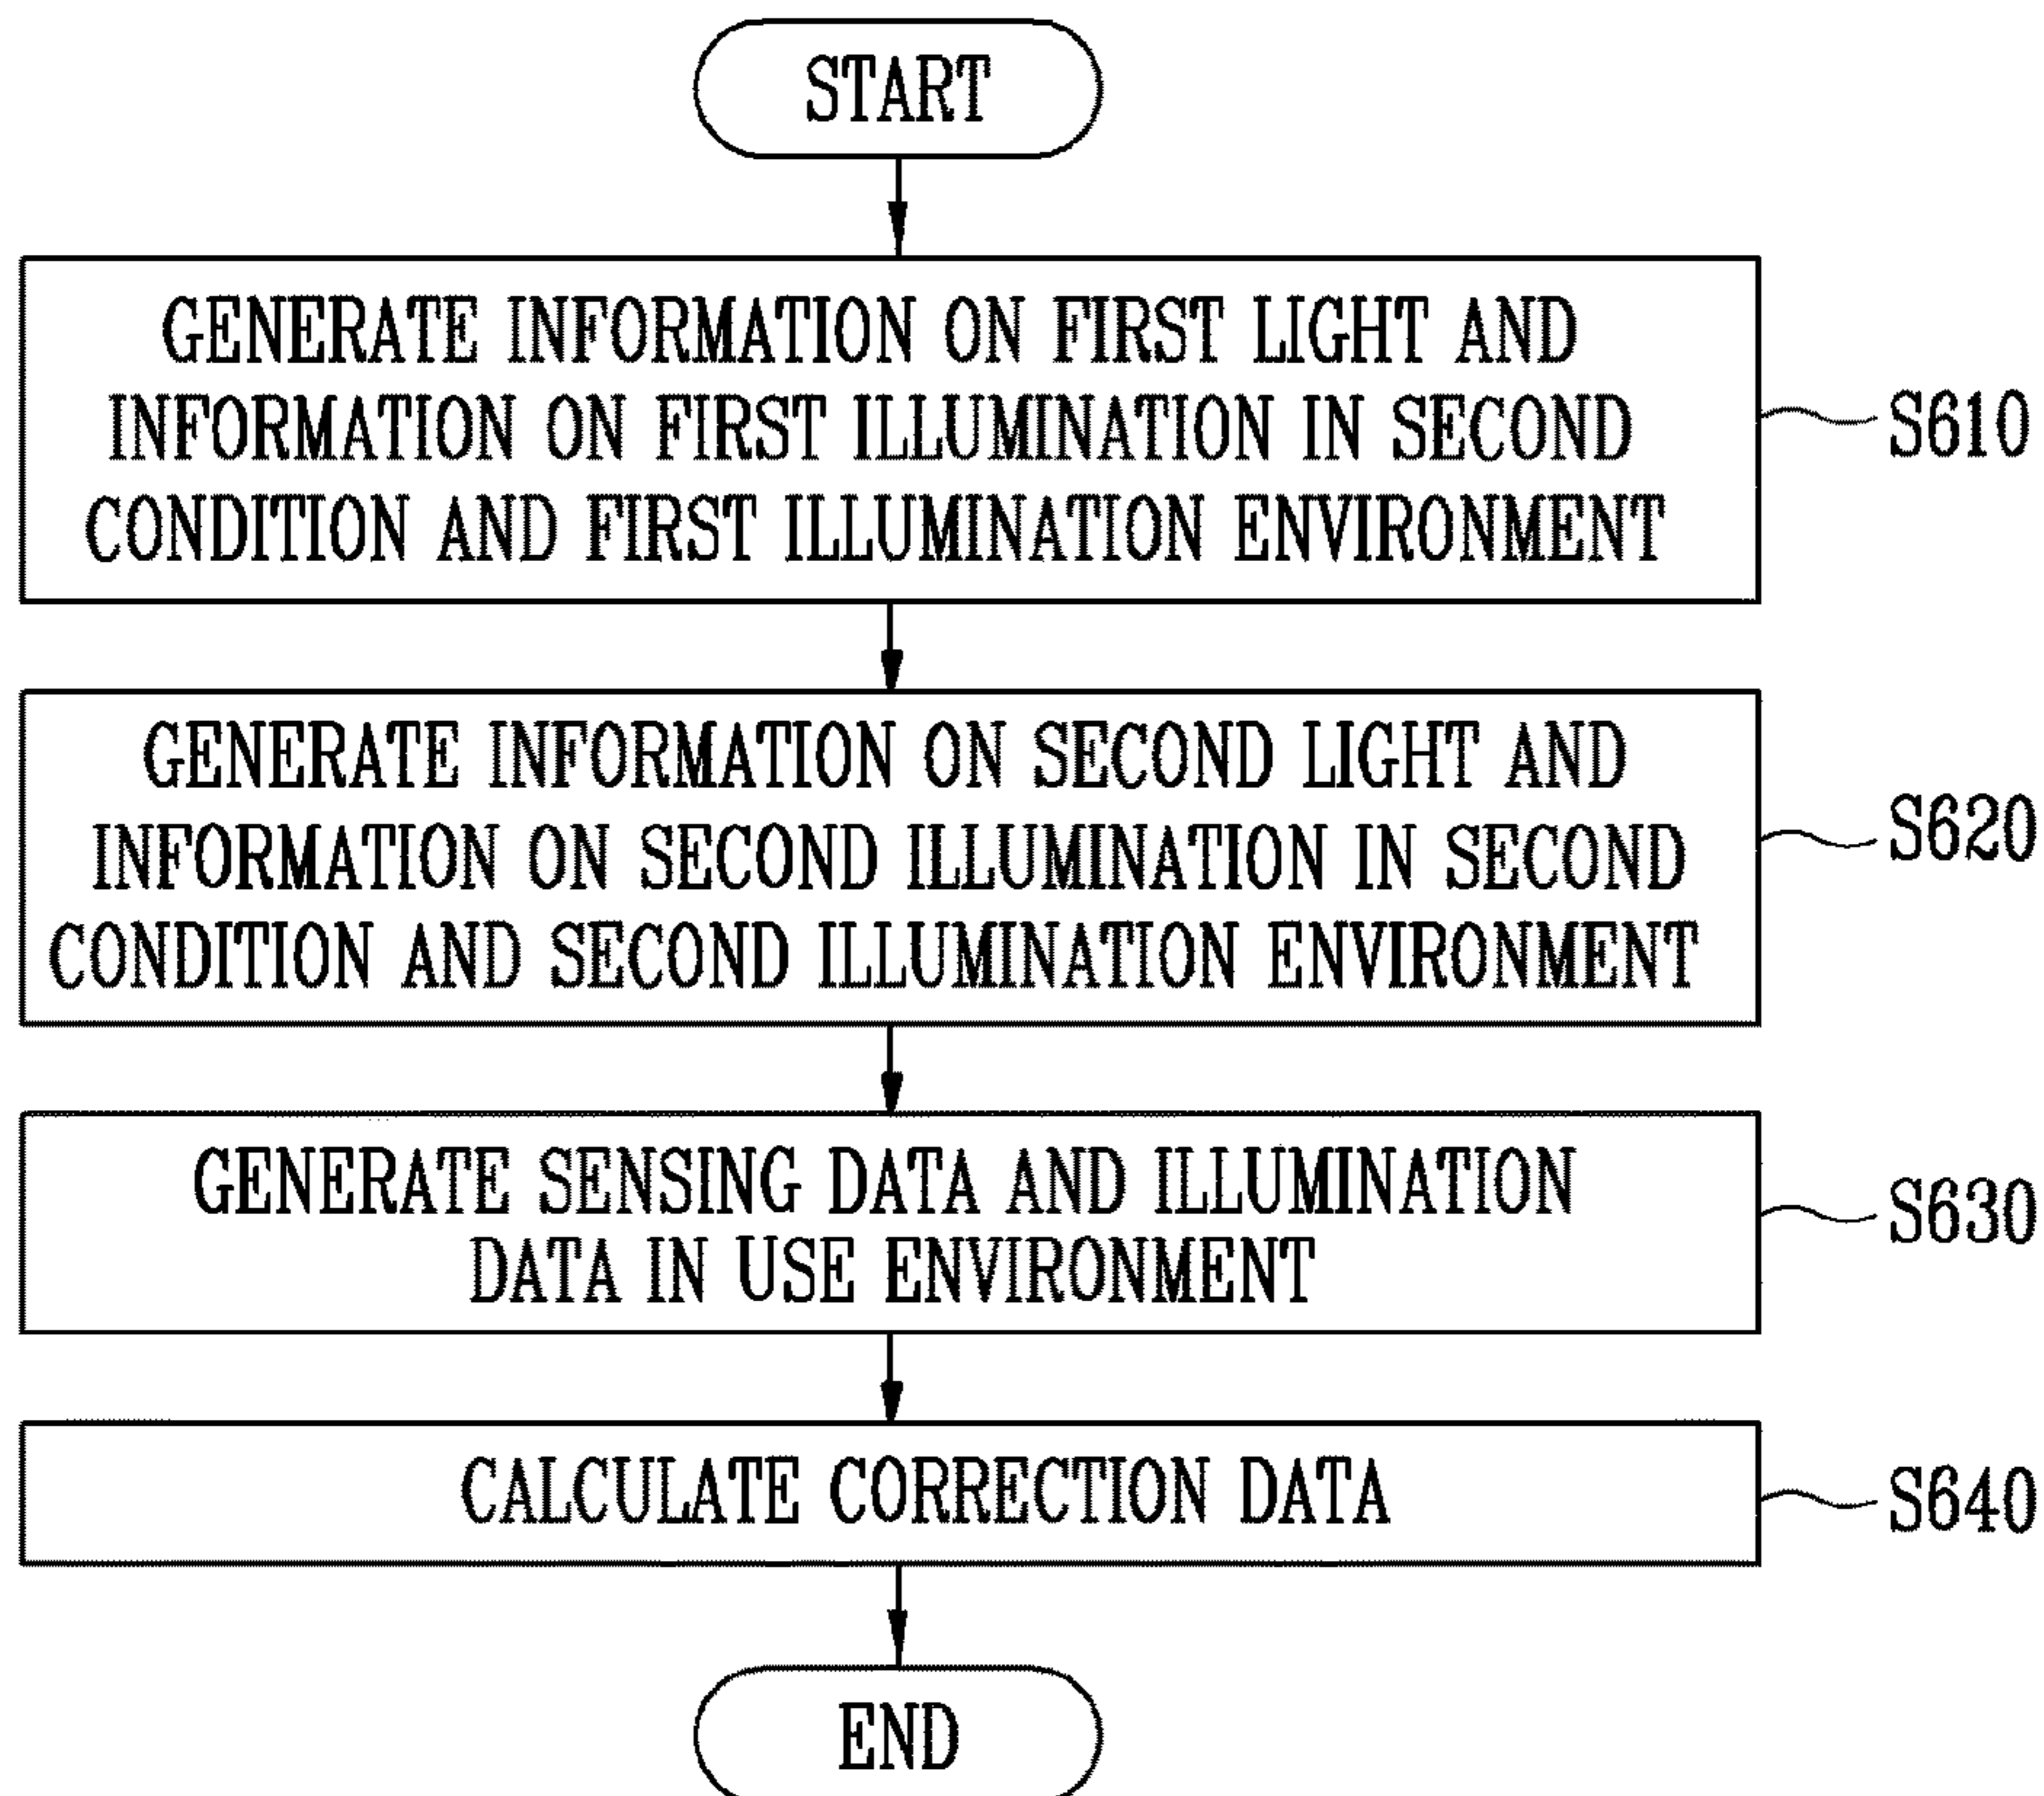 START
GENERATE INFORMATION ON FIRST LIGHT AND
INFORMATION ON FIRST ILLUMINATION IN SECOND
CONDITION AND FIRST ILLUMINATION ENVIRONMENT
S610
GENERATE INFORMATION ON SECOND LIGHT AND
INFORMATION ON SECOND ILLUMINATION IN SECOND
CONDITION AND SECOND ILLUMINATION ENVIRONMENT
S620
GENERATE SENSING DATA AND ILLUMINATION
DATA IN USE ENVIRONMENT
S630
CALCULATE CORRECTION DATA
S640
END